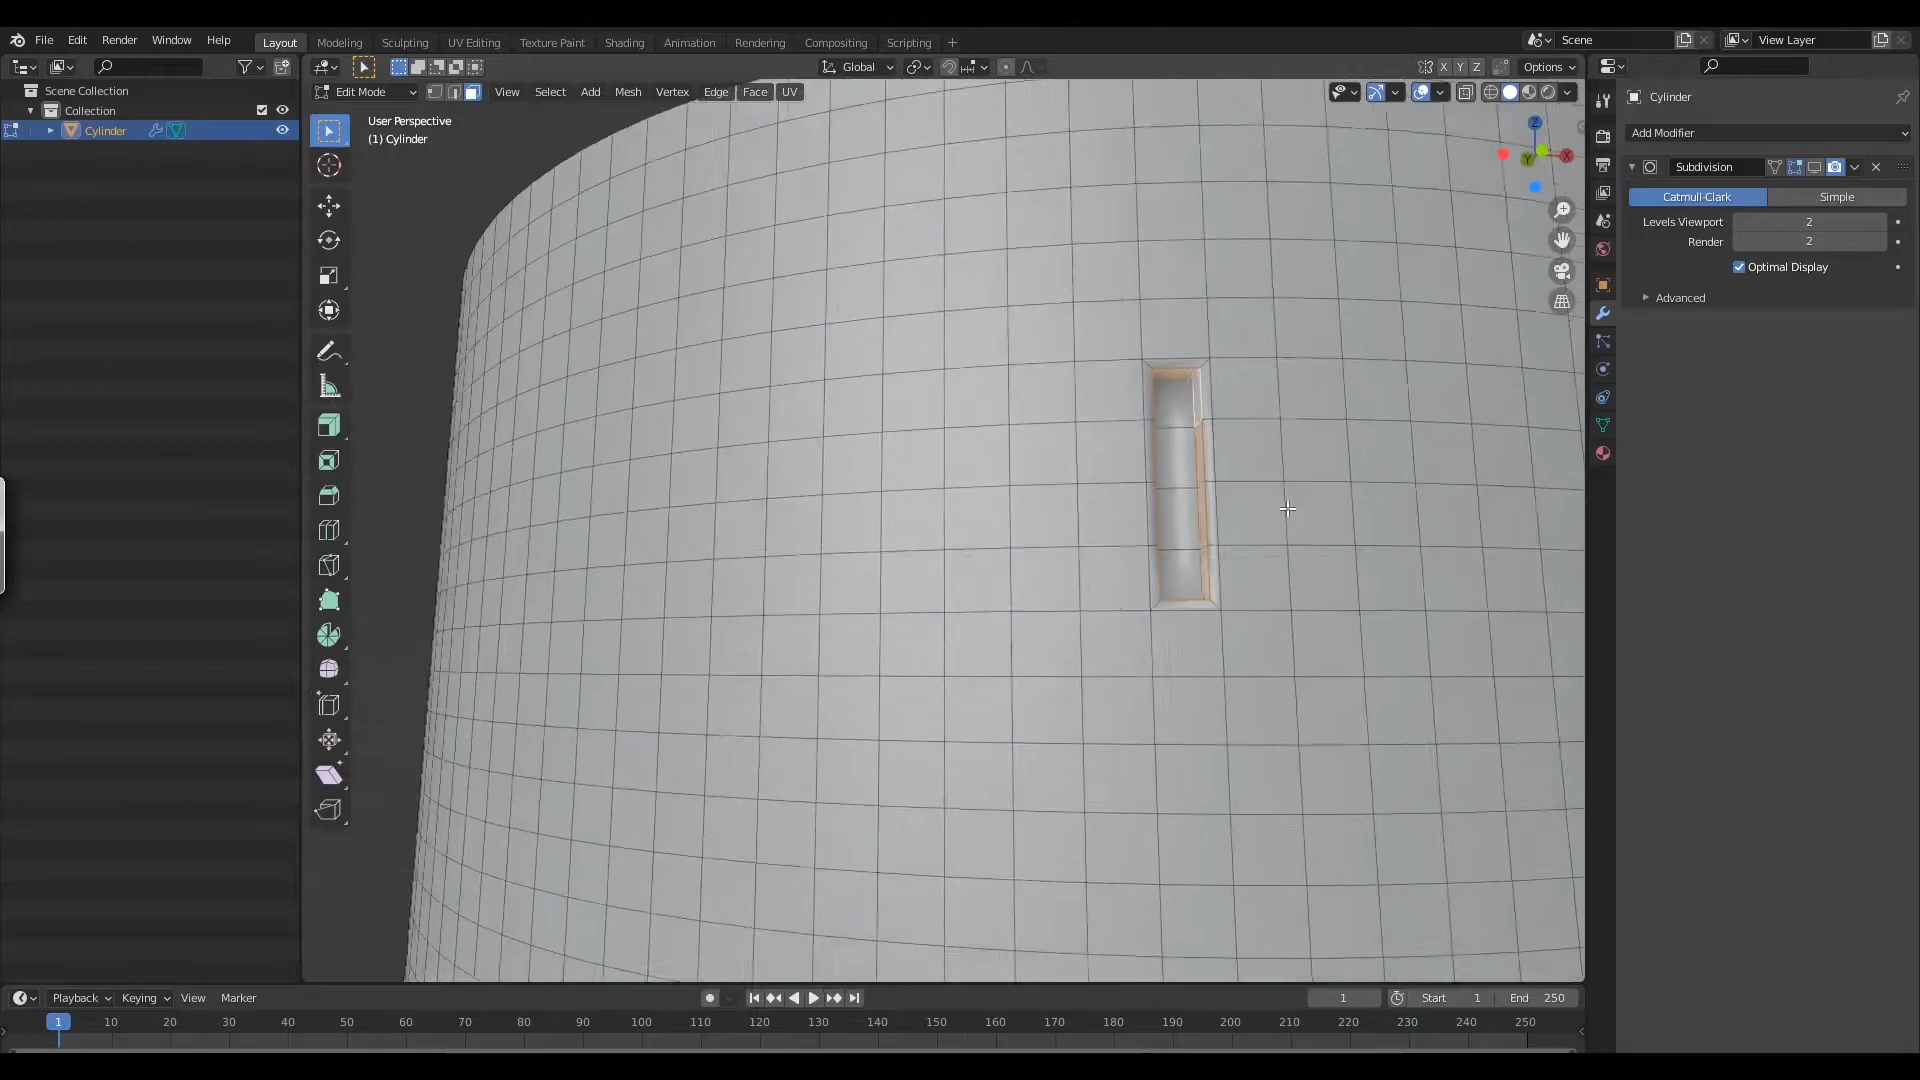 File Edit Render Window Help
Layout Modeling Sculpting UV Editing Texture Paint Shading Animation Rendering Compositing Scripting +
Scene
View Layer
Global
X Y Z
Options
Scene Collection
Collection
Cylinder
Edit Mode
View Select Add Mesh Vertex Edge Face UV
User Perspective
(1) Cylinder
Z
X
Y
Cylinder
Add Modifier
Subdivision
Catmull-Clark Simple
Levels Viewport 2
Render 2
Optimal Display
Advanced
Playback Keying View Marker
1
Start 1
End 250
1 10 20 30 40 50 60 70 80 90 100 110 120 130 140 150 160 170 180 190 200 210 220 230 240 250